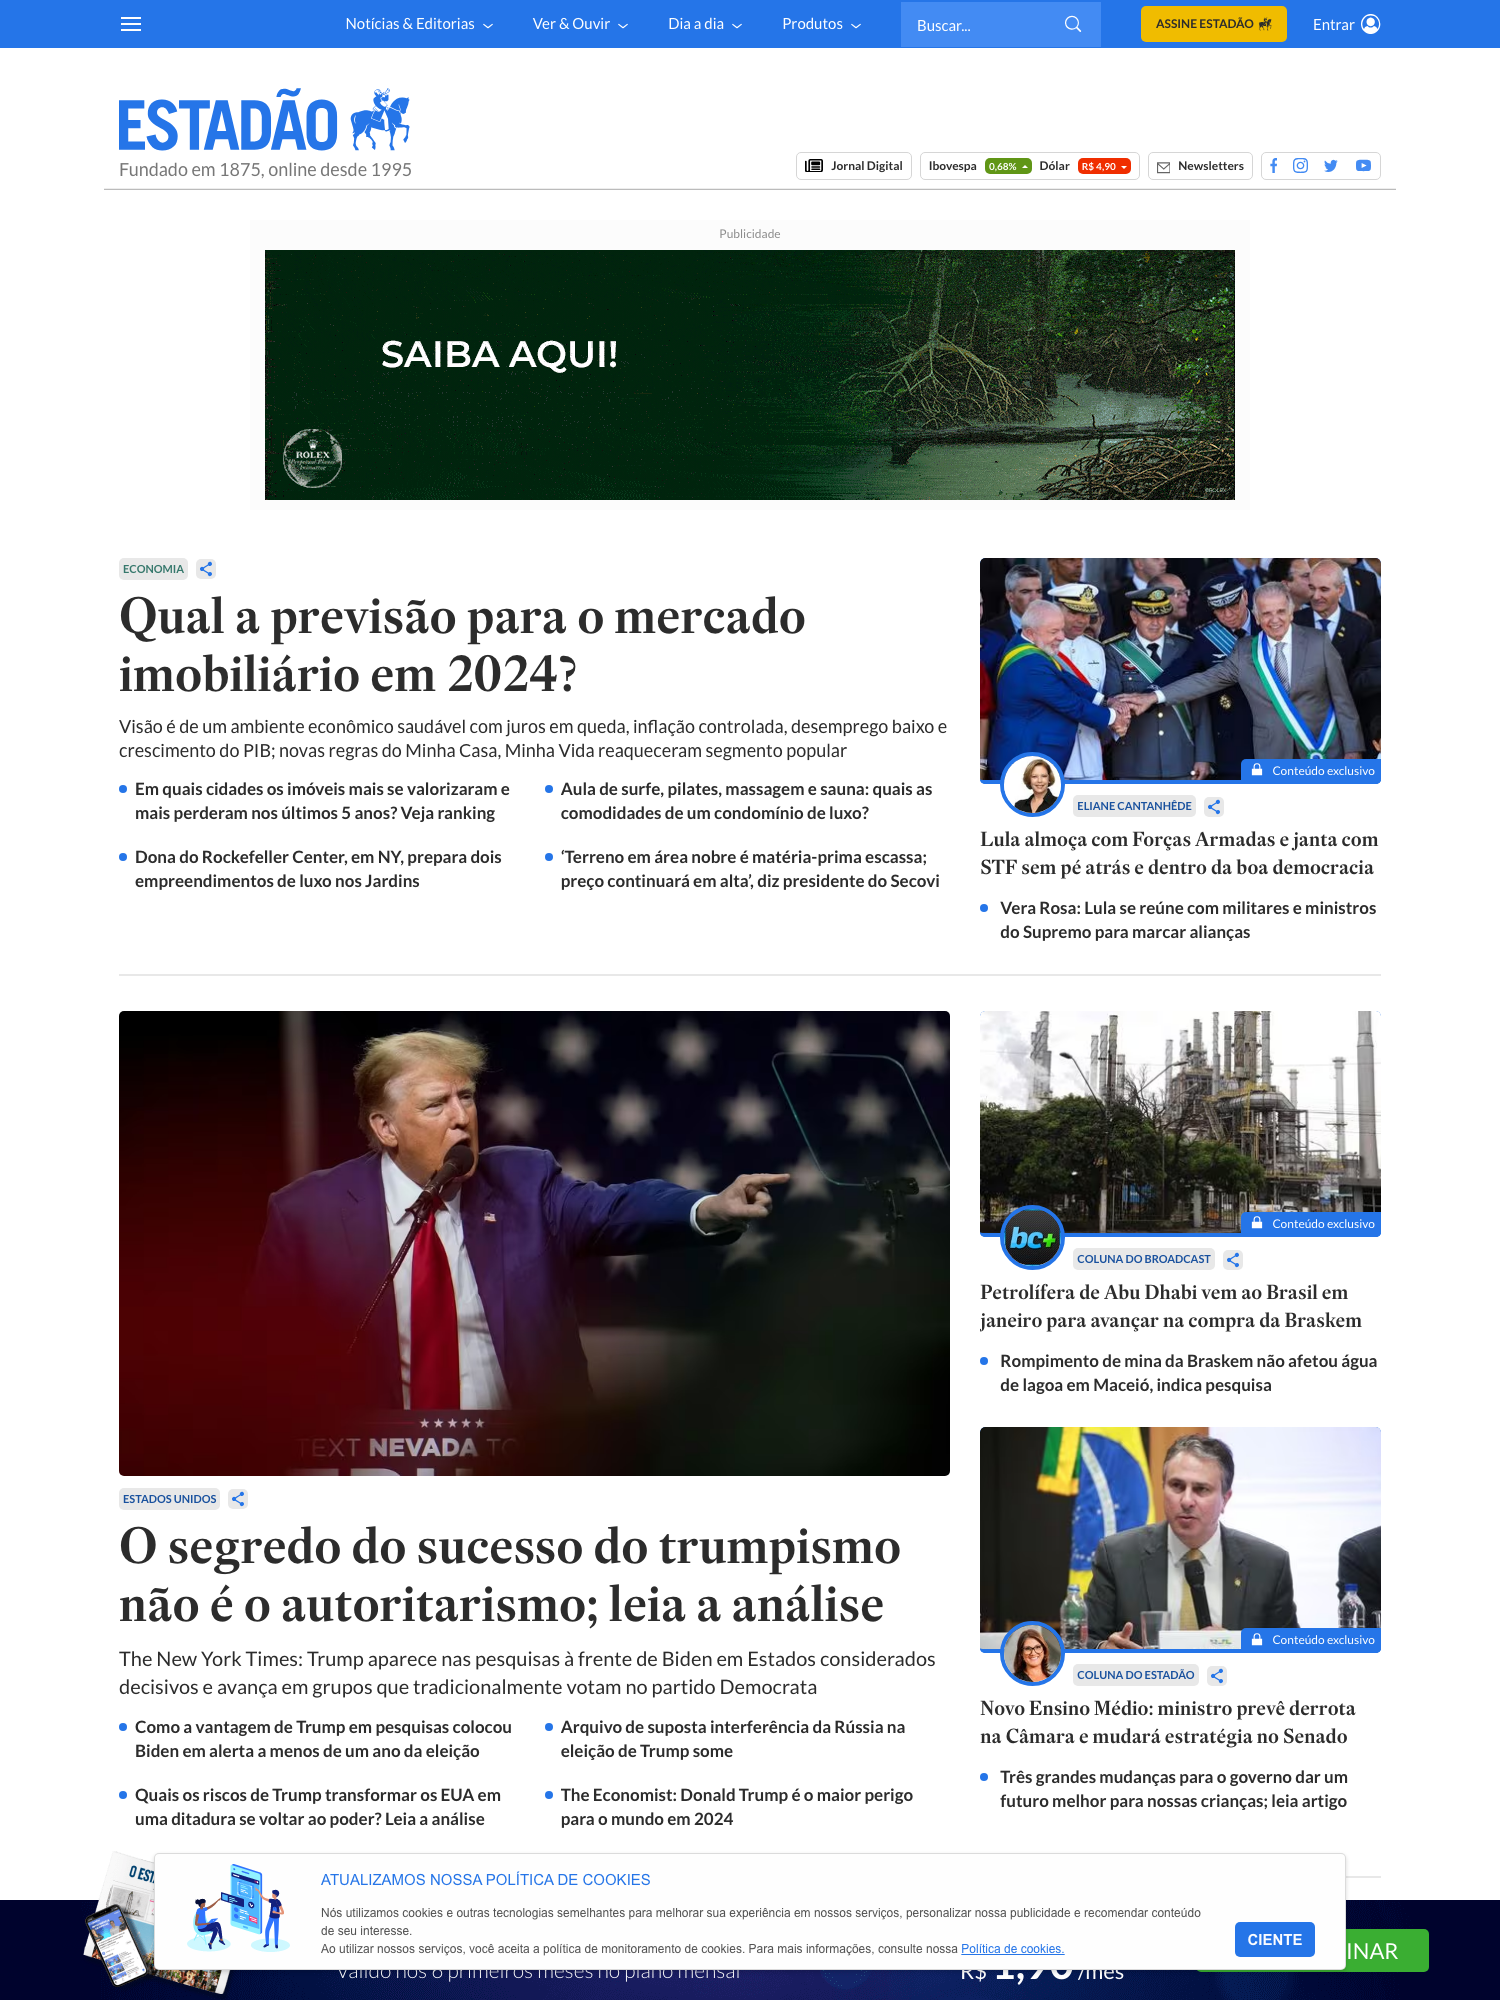 Notícias & Editorias
Ver & Ouvir
Dia a dia
Produtos
Buscar...
ASSINE ESTADÃO
Entrar
ESTADÃO
Fundado em 1875, online desde 1995
Jornal Digital
Ibovespa 0,68% Dólar R$ 4,90
Newsletters
Publicidade
SAIBA AQUI!
ROLEX
Perpetual Planet
Initiative
©ROLEX
ECONOMIA
Qual a previsão para o mercado
imobiliário em 2024?
Visão é de um ambiente econômico saudável com juros em queda, inflação controlada, desemprego baixo e
crescimento do PIB; novas regras do Minha Casa, Minha Vida reaqueceram segmento popular
Em quais cidades os imóveis mais se valorizaram e
mais perderam nos últimos 5 anos? Veja ranking
Aula de surfe, pilates, massagem e sauna: quais as
comodidades de um condomínio de luxo?
Dona do Rockefeller Center, em NY, prepara dois
empreendimentos de luxo nos Jardins
‘Terreno em área nobre é matéria-prima escassa;
preço continuará em alta’, diz presidente do Secovi
Conteúdo exclusivo
ELIANE CANTANHÊDE
Lula almoça com Forças Armadas e janta com
STF sem pé atrás e dentro da boa democracia
Vera Rosa: Lula se reúne com militares e ministros
do Supremo para marcar alianças
TEXT NEVADA TO
ESTADOS UNIDOS
O segredo do sucesso do trumpismo
não é o autoritarismo; leia a análise
The New York Times: Trump aparece nas pesquisas à frente de Biden em Estados considerados
decisivos e avança em grupos que tradicionalmente votam no partido Democrata
Como a vantagem de Trump em pesquisas colocou
Biden em alerta a menos de um ano da eleição
Arquivo de suposta interferência da Rússia na
eleição de Trump some
Quais os riscos de Trump transformar os EUA em
uma ditadura se voltar ao poder? Leia a análise
The Economist: Donald Trump é o maior perigo
para o mundo em 2024
Conteúdo exclusivo
bc+
COLUNA DO BROADCAST
Petrolífera de Abu Dhabi vem ao Brasil em
janeiro para avançar na compra da Braskem
Rompimento de mina da Braskem não afetou água
de lagoa em Maceió, indica pesquisa
Conteúdo exclusivo
COLUNA DO ESTADÃO
Novo Ensino Médio: ministro prevê derrota
na Câmara e mudará estratégia no Senado
Três grandes mudanças para o governo dar um
futuro melhor para nossas crianças; leia artigo
O EST
ATUALIZAMOS NOSSA POLÍTICA DE COOKIES
Nós utilizamos cookies e outras tecnologias semelhantes para melhorar sua experiência em nossos serviços, personalizar nossa publicidade e recomendar conteúdo
de seu interesse.
Ao utilizar nossos serviços, você aceita a política de monitoramento de cookies. Para mais informações, consulte nossa Política de cookies.
CIENTE
INAR
Válido nos 6 primeiros meses no plano mensal
R$ 1,90/mês